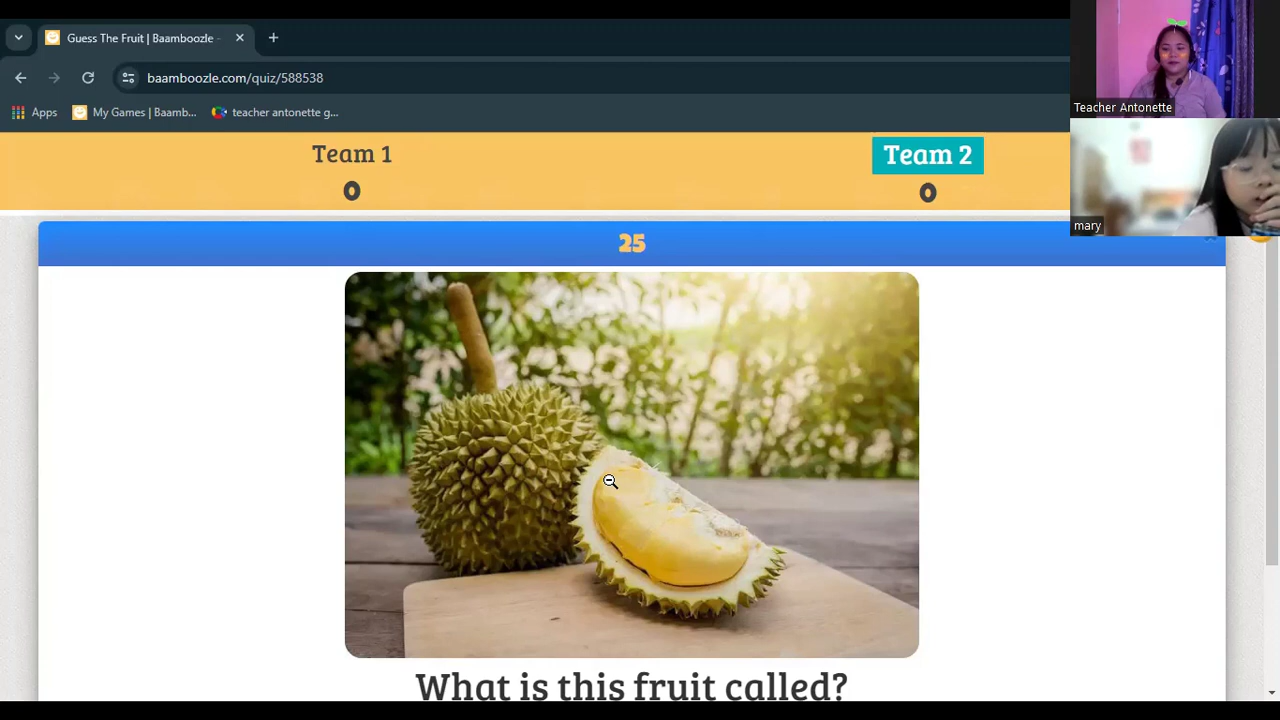 Guess The Fruit | Baamboozle -
baamboozle.com/quiz/588538
Apps
My Games | Baamb...
teacher antonette g...
Teacher Antonette
mary
Team 1
0
Team 2
0
25
What is this fruit called?